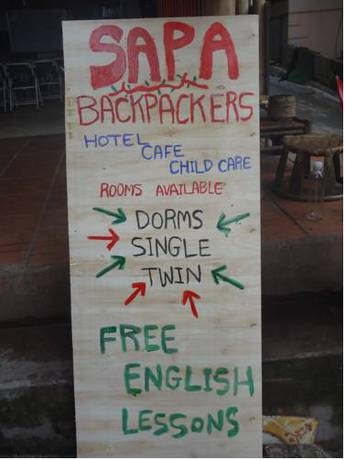 SAPA
BACKPACKERS
HOTEL
CAFE
CHILD CARE
ROOMS AVAILABLE
DORMS
SINGLE
TWIN
FREE
ENGLISH
LESSONS